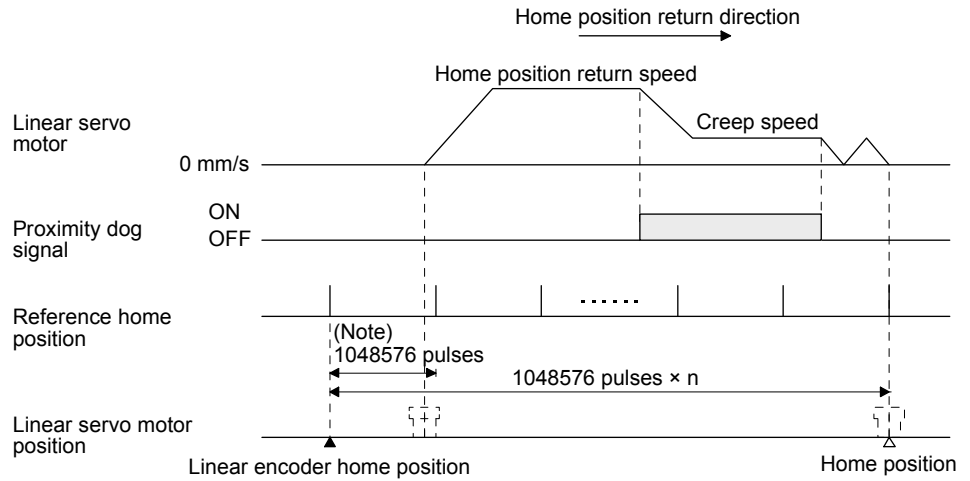 Home position return direction
Home position return speed
Linear servo
motor
Creep speed
0 mm/s
Proximity dog
signal
ON
OFF
Reference home
position
(Note)
1048576 pulses
1048576 pulses × n
Linear servo motor
position
Linear encoder home position
Home position